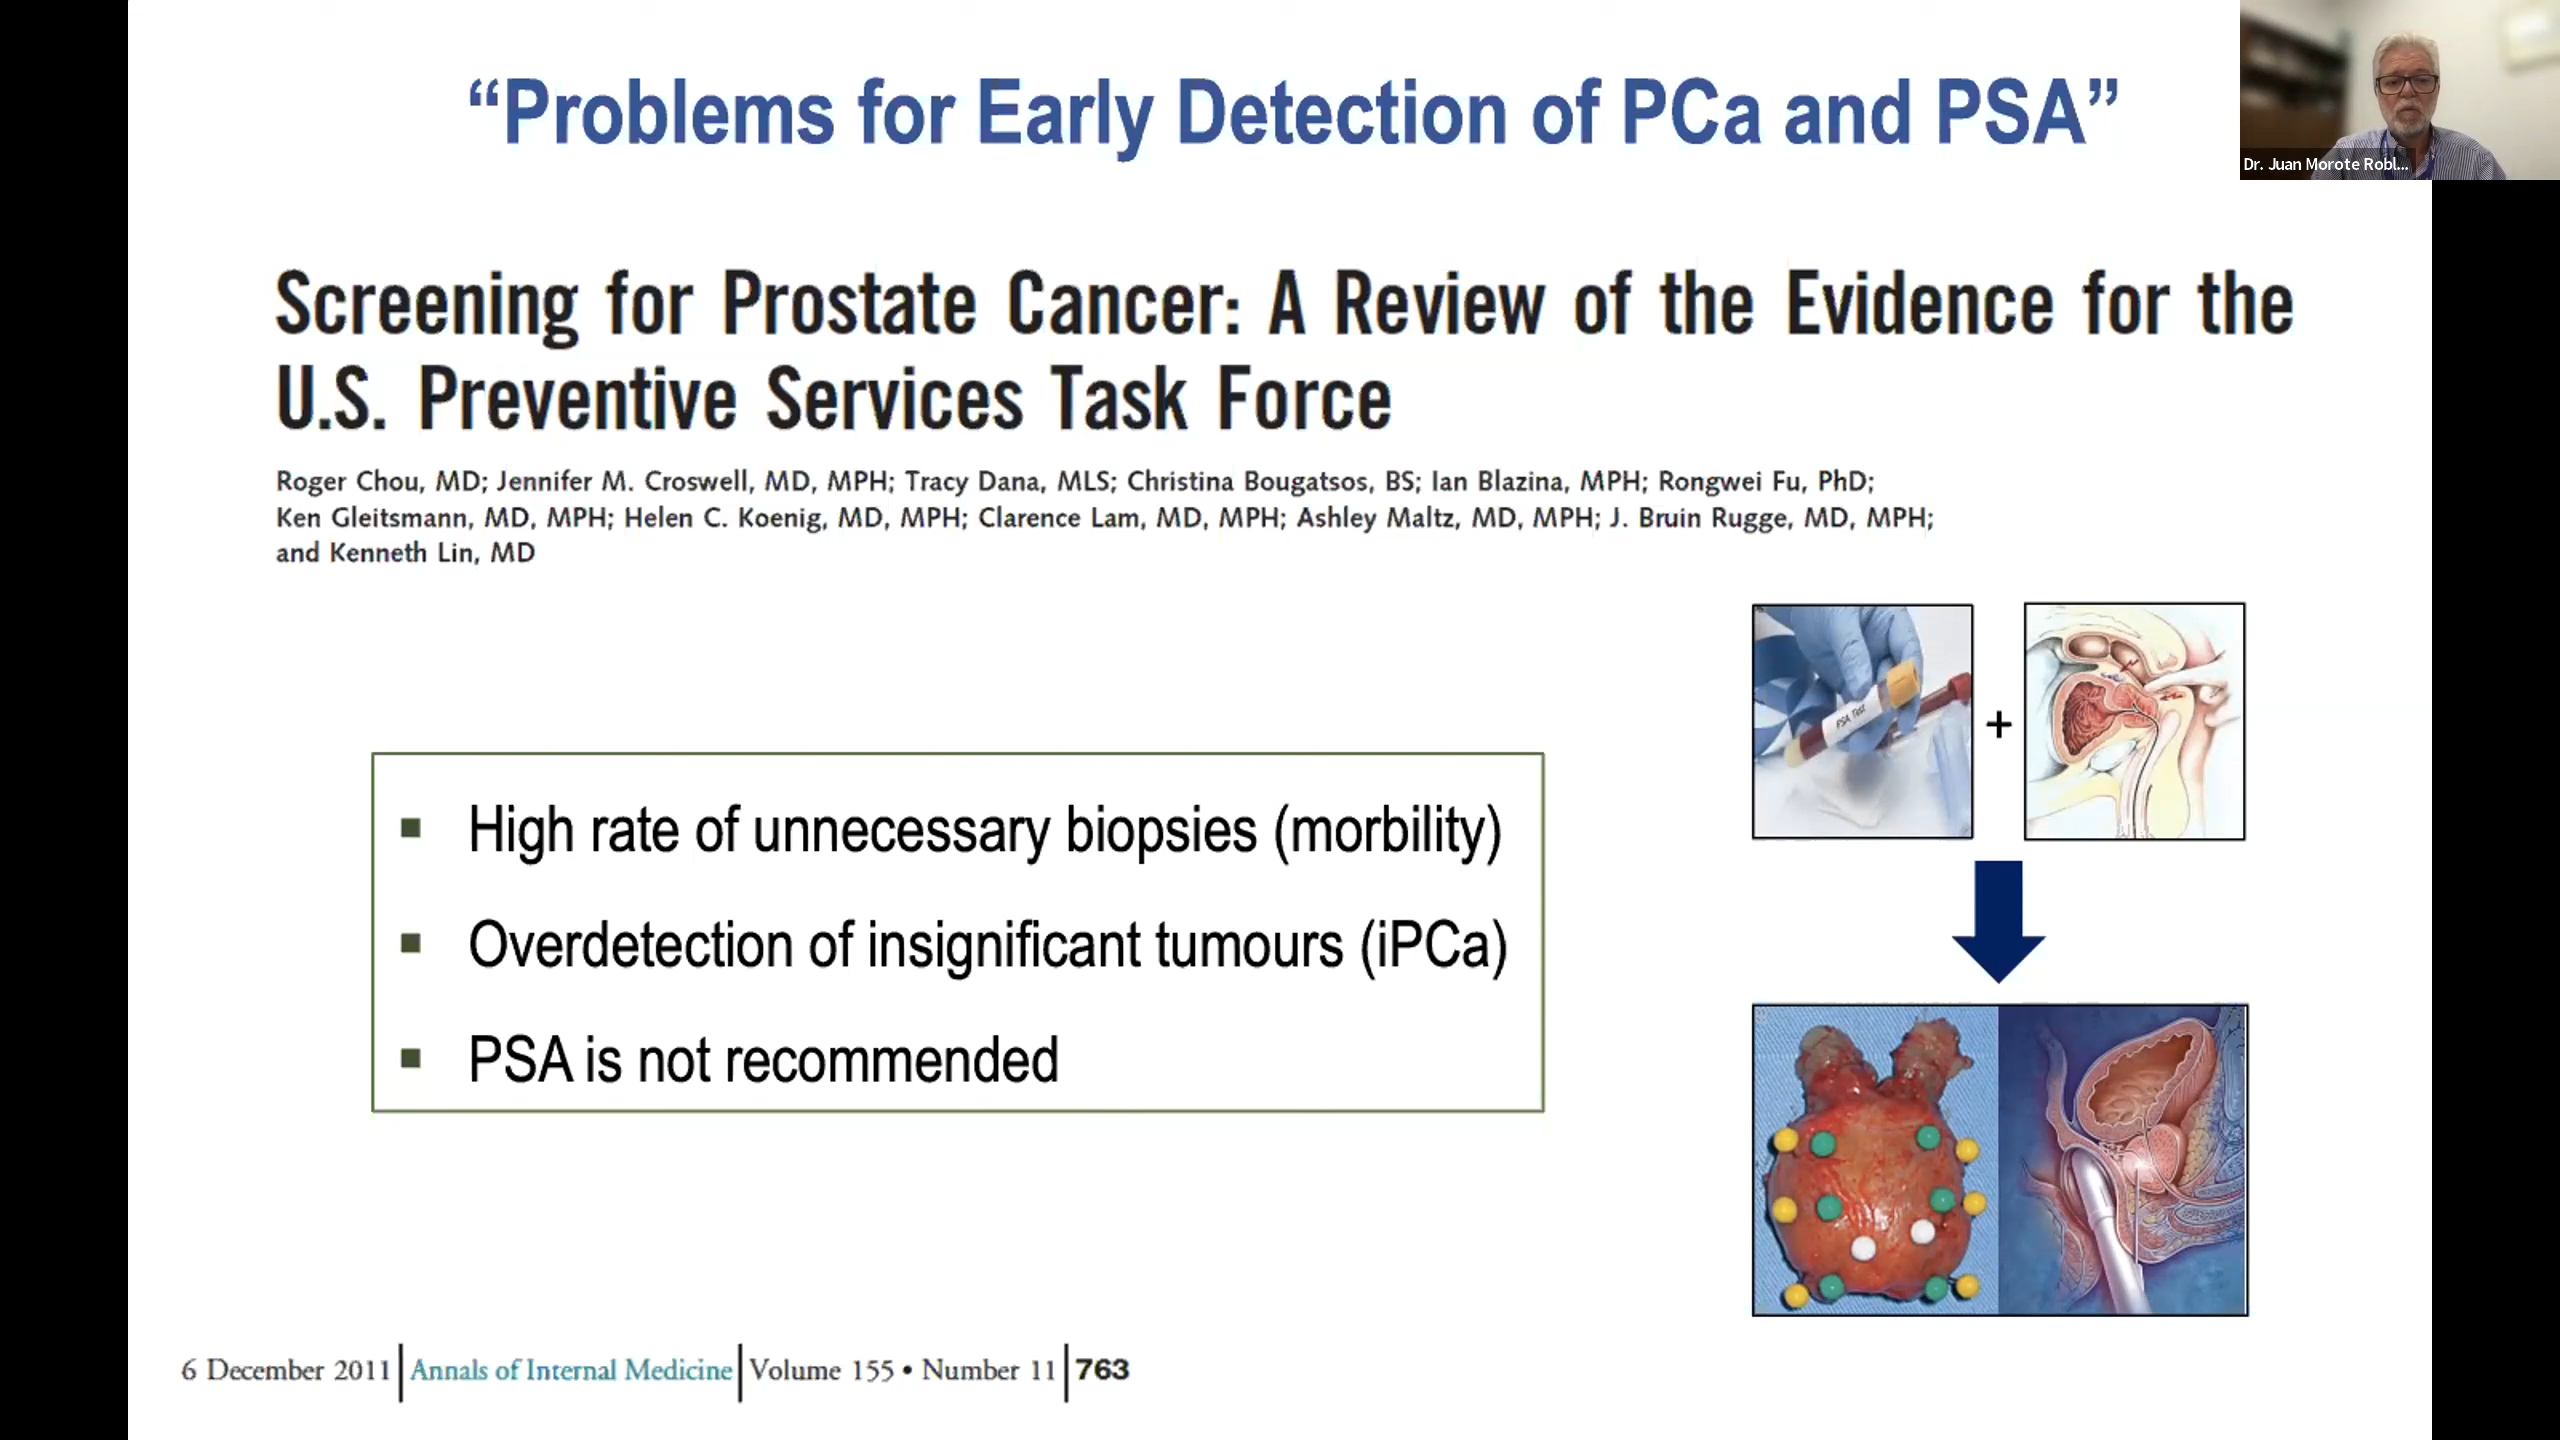 “Problems for Early Detection of PCa and PSA”
Dr. Juan Morote Robl...
Screening for Prostate Cancer: A Review of the Evidence for the
U.S. Preventive Services Task Force
Roger Chou, MD; Jennifer M. Croswell, MD, MPH; Tracy Dana, MLS; Christina Bougatsos, BS; Ian Blazina, MPH; Rongwei Fu, PhD;
Ken Gleitsmann, MD, MPH; Helen C. Koenig, MD, MPH; Clarence Lam, MD, MPH; Ashley Maltz, MD, MPH; J. Bruin Rugge, MD, MPH;
and Kenneth Lin, MD
PSA Test
+
▪ High rate of unnecessary biopsies (morbility)
▪ Overdetection of insignificant tumours (iPCa)
▪ PSA is not recommended
6 December 2011 | Annals of Internal Medicine | Volume 155 • Number 11 | 763